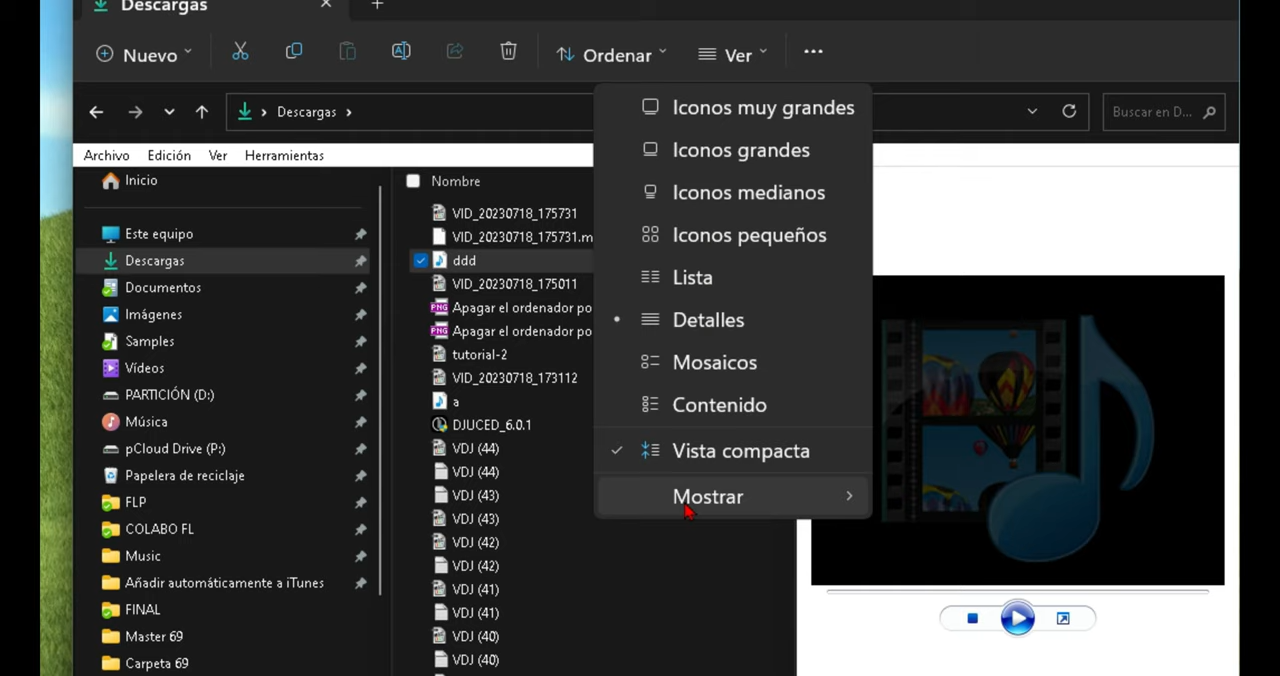 Descargas
Nuevo
Ordenar
Ver
Descargas
Buscar en D...
Archivo Edición Ver Herramientas
Inicio
Este equipo
Descargas
Documentos
Imágenes
Samples
Vídeos
PARTICIÓN (D:)
Música
pCloud Drive (P:)
Papelera de reciclaje
FLP
COLABO FL
Music
Añadir automáticamente a iTunes
FINAL
Master 69
Carpeta 69
Nombre
VID_20230718_175731
VID_20230718_175731.m
ddd
VID_20230718_175011
PNG Apagar el ordenador po
PNG Apagar el ordenador po
tutorial-2
VID_20230718_173112
a
DJUCED_6.0.1
VDJ (44)
VDJ (44)
VDJ (43)
VDJ (43)
VDJ (42)
VDJ (42)
VDJ (41)
VDJ (41)
VDJ (40)
VDJ (40)
Iconos muy grandes
Iconos grandes
Iconos medianos
Iconos pequeños
Lista
Detalles
Mosaicos
Contenido
Vista compacta
Mostrar